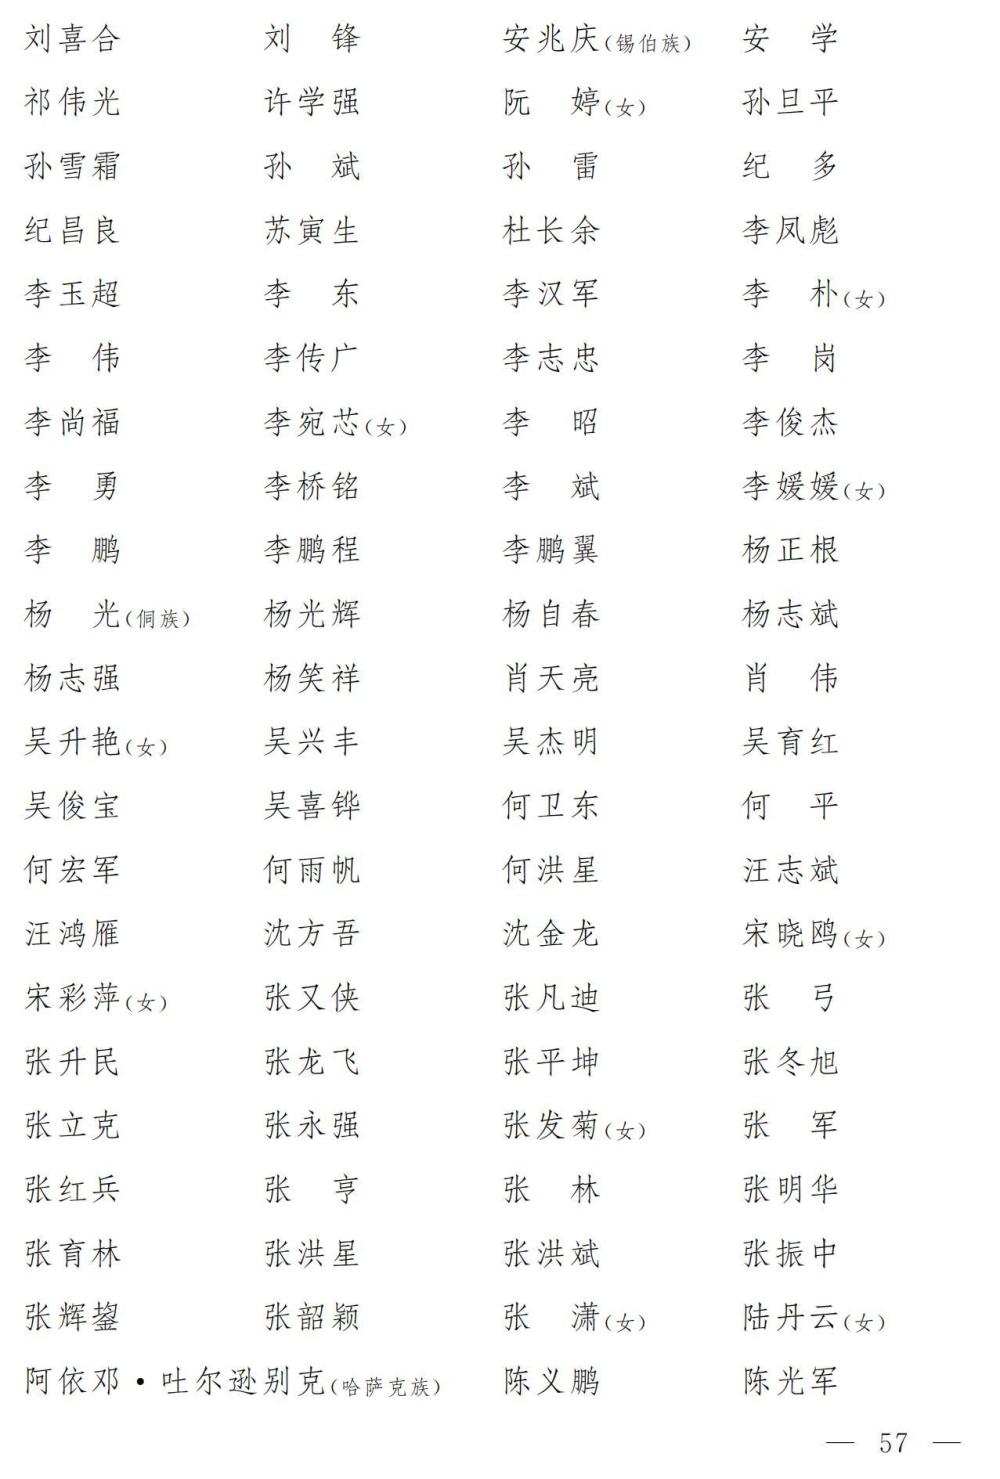 刘喜合 刘　锋 安兆庆(锡伯族) 安　学
祁伟光 许学强 阮　婷(女) 孙旦平
孙雪霜 孙　斌 孙　雷 纪　多
纪昌良 苏寅生 杜长余 李凤彪
李玉超 李　东 李汉军 李　朴(女)
李　伟 李传广 李志忠 李　岗
李尚福 李宛芯(女) 李　昭 李俊杰
李　勇 李桥铭 李　斌 李媛媛(女)
李　鹏 李鹏程 李鹏翼 杨正根
杨　光(侗族) 杨光辉 杨自春 杨志斌
杨志强 杨笑祥 肖天亮 肖　伟
吴升艳(女) 吴兴丰 吴杰明 吴育红
吴俊宝 吴喜铧 何卫东 何　平
何宏军 何雨帆 何洪星 汪志斌
汪鸿雁 沈方吾 沈金龙 宋晓鸥(女)
宋彩萍(女) 张又侠 张凡迪 张　弓
张升民 张龙飞 张平坤 张冬旭
张立克 张永强 张发菊(女) 张　军
张红兵 张　亨 张　林 张明华
张育林 张洪星 张洪斌 张振中
张辉鋆 张韶颖 张　潇(女) 陆丹云(女)
阿依邓·吐尔逊别克(哈萨克族) 陈义鹏 陈光军
— 57 —